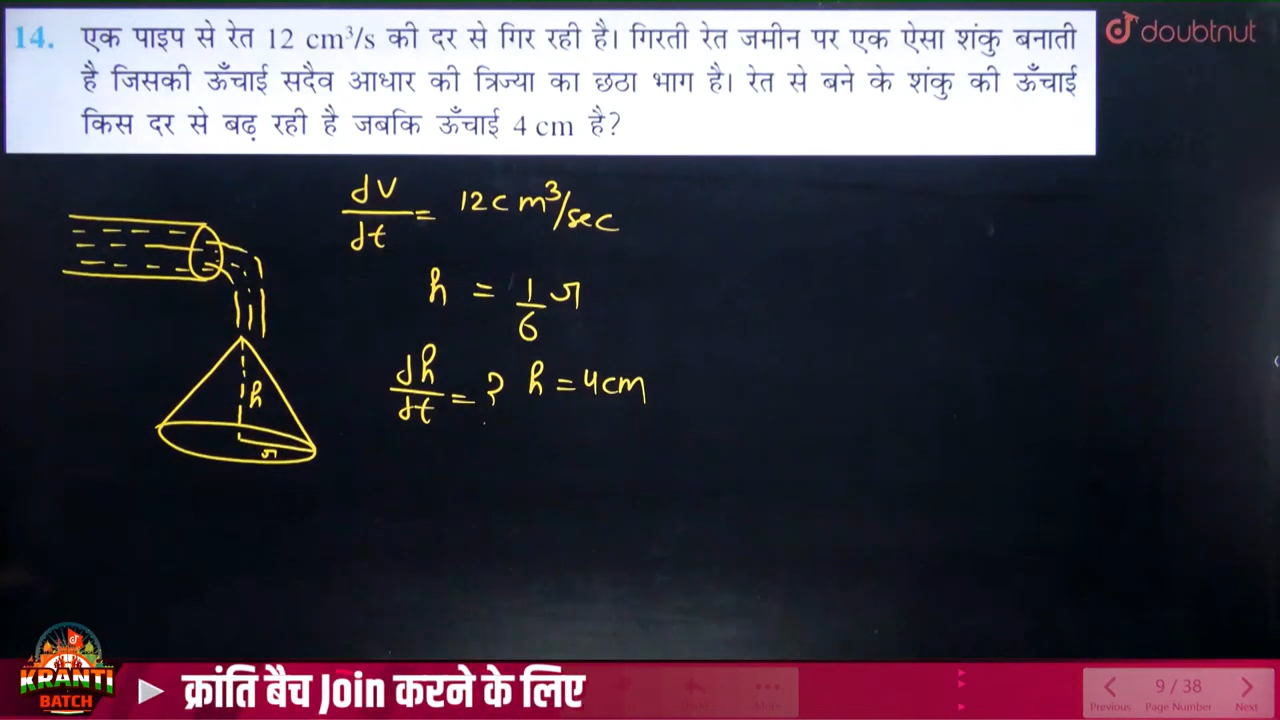 14. एक पाइप से रेत 12 cm³/s की दर से गिर रही है। गिरती रेत जमीन पर एक ऐसा शंकु बनाती
है जिसकी ऊँचाई सदैव आधार की त्रिज्या का छठा भाग है। रेत से बने के शंकु की ऊँचाई
किस दर से बढ़ रही है जबकि ऊँचाई 4 cm है?
doubtnut
dV/dt = 12 cm³/sec
h = 1/6 r
dh/dt = ? h = 4cm
h
r
KRANTI
BATCH
क्रांति बैच Join करने के लिए
9 / 38
Previous Page Number Next